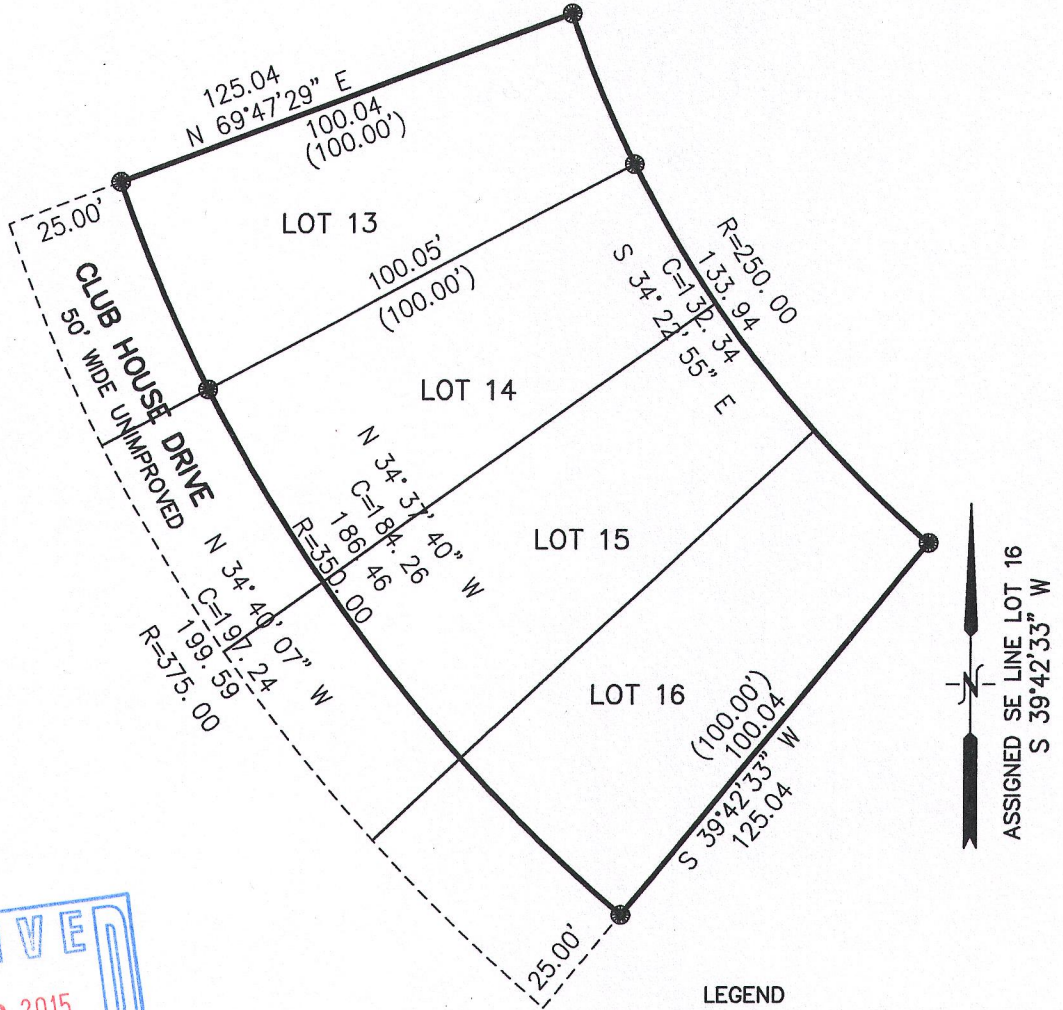 125.04
N 69°47'29" E
100.04
(100.00')
25.00'
LOT 13
CLUB HOUSE DRIVE
50' WIDE UNIMPROVED
100.05'
(100.00')
R=250.00
133.94
C=132.34
S 34°22'55" E
LOT 14
N 34°37'40" W
C=184.26
186.46
R=350.00
LOT 15
N 34°40'07" W
C=197.24
199.59
R=375.00
LOT 16
(100.00')
100.04
S 39°42'33" W
125.04
N
ASSIGNED SE LINE LOT 16
S 39°42'33" W
25.00'
2015
LEGEND